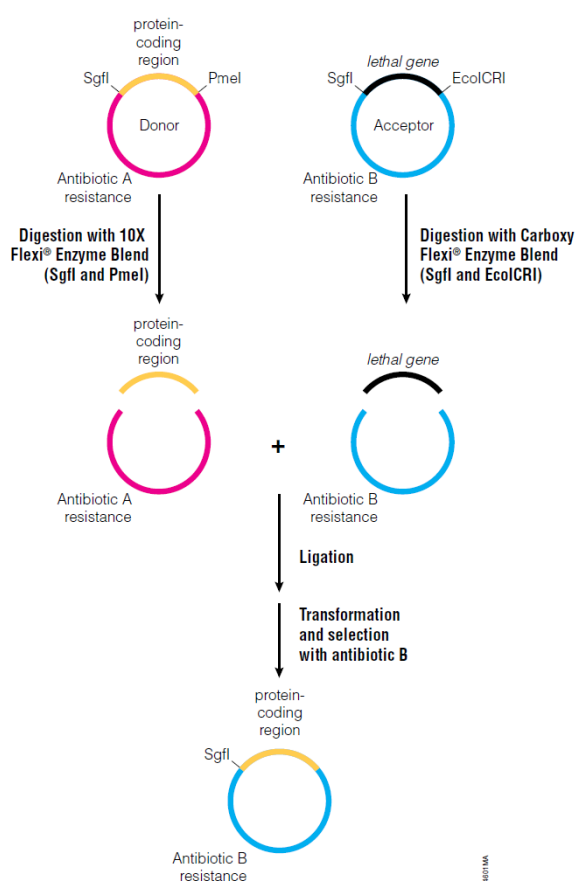 protein-
coding
region
SgfI
PmeI
Donor
Antibiotic A
resistance
lethal gene
SgfI
EcoICRI
Acceptor
Antibiotic B
resistance
Digestion with 10X
Flexi® Enzyme Blend
(SgfI and PmeI)
Digestion with Carboxy
Flexi® Enzyme Blend
(SgfI and EcoICRI)
protein-
coding
region
Antibiotic A
resistance
+
lethal gene
Antibiotic B
resistance
Ligation
Transformation
and selection
with antibiotic B
protein-
coding
region
SgfI
Antibiotic B
resistance